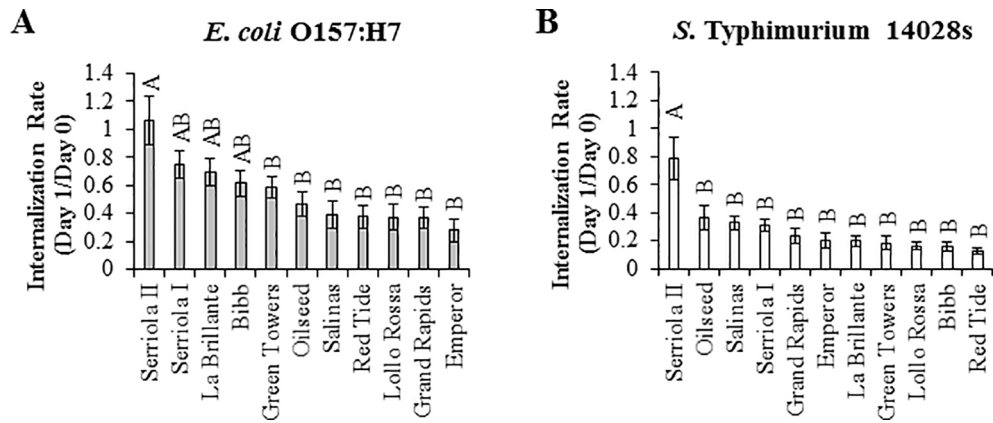 A
E. coli O157:H7
Internalization Rate
(Day 1/Day 0)
1.4
1.2
1
0.8
0.6
0.4
0.2
0
A
AB
AB
AB
B
B
B
B
B
B
B
Serriola II
Serriola I
La Brillante
Bibb
Green Towers
Oilseed
Salinas
Red Tide
Lollo Rossa
Grand Rapids
Emperor
B
S. Typhimurium 14028s
Internalization Rate
(Day 1/Day 0)
1.4
1.2
1
0.8
0.6
0.4
0.2
0
A
B
B
B
B
B
B
B
B
B
B
Serriola II
Oilseed
Salinas
Serriola I
Grand Rapids
Emperor
La Brillante
Green Towers
Lollo Rossa
Bibb
Red Tide